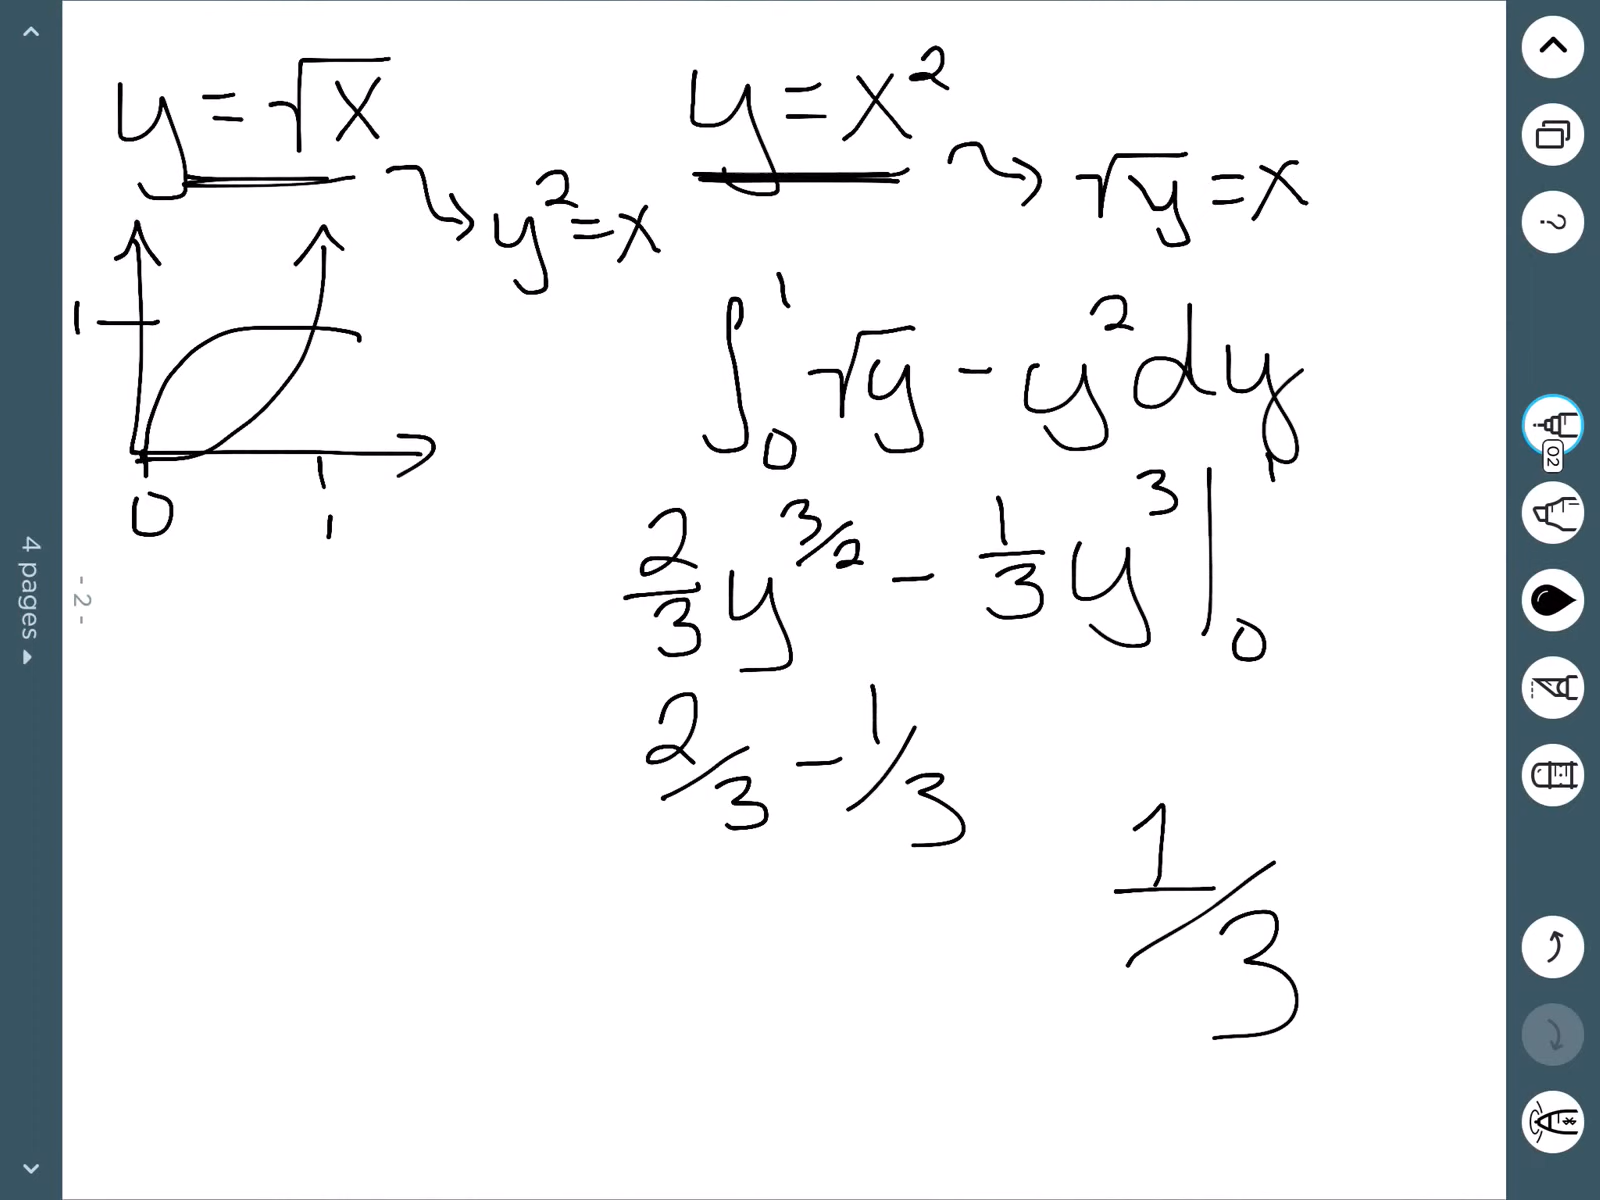 y = √x
y = x²
y² = x
√y = x
1
0
1
∫₀¹ √y - y² dy
2/3 y^3/2 - 1/3 y³ |₀¹
2/3 - 1/3
1/3
4 pages
- 2 -
?
02